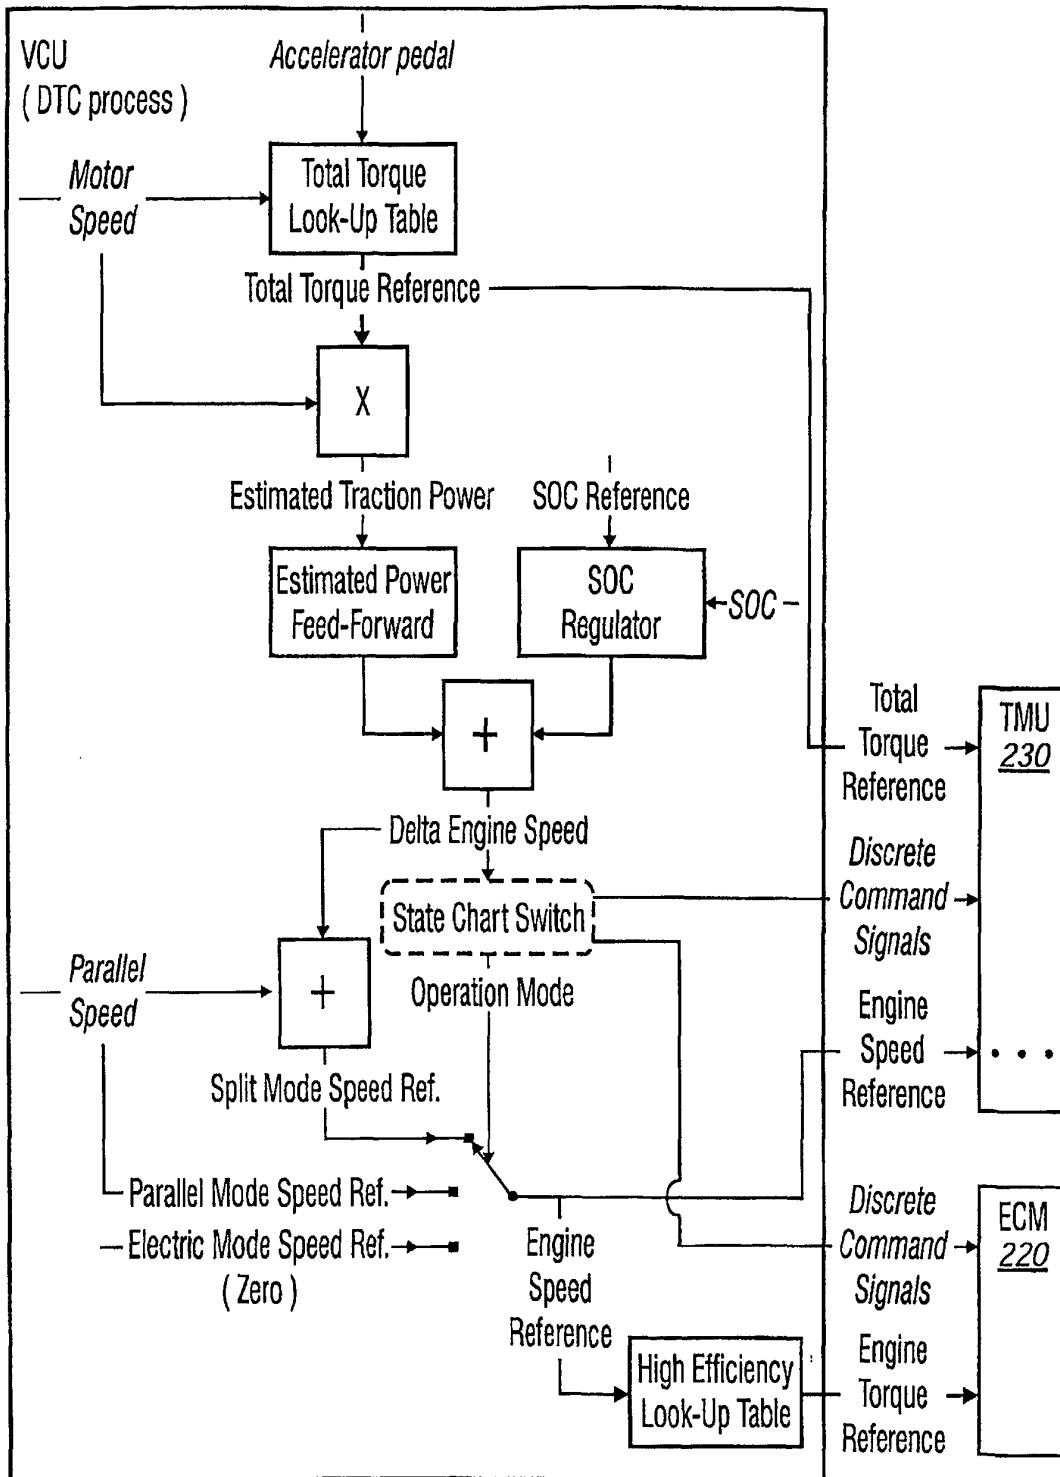 VCU
( DTC process )
Accelerator pedal
Motor
Speed
Total Torque
Look-Up Table
Total Torque Reference
X
Estimated Traction Power
SOC Reference
Estimated Power
Feed-Forward
SOC
Regulator
SOC
+
Delta Engine Speed
State Chart Switch
Operation Mode
Parallel
Speed
+
Split Mode Speed Ref.
Parallel Mode Speed Ref.
Electric Mode Speed Ref.
( Zero )
Engine
Speed
Reference
High Efficiency
Look-Up Table
Total
Torque
Reference
Discrete
Command
Signals
Engine
Speed
Reference
TMU
230
• • •
Discrete
Command
Signals
Engine
Torque
Reference
ECM
220